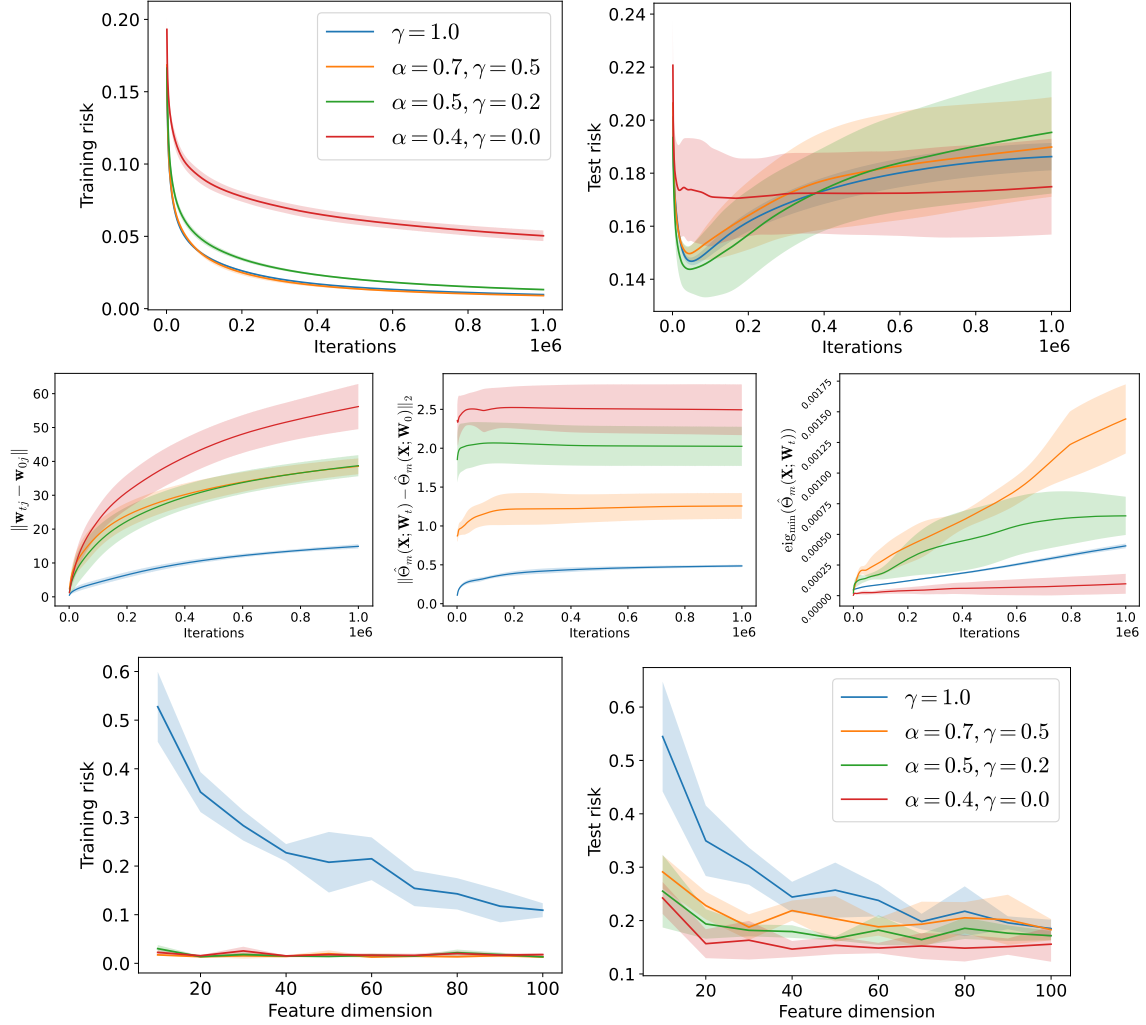 0.20
0.15
0.10
0.05
0.00
Training risk
γ = 1.0
α = 0.7, γ = 0.5
α = 0.5, γ = 0.2
α = 0.4, γ = 0.0
0.0 0.2 0.4 0.6 0.8 1.0
Iterations
1e6
0.24
0.22
0.20
0.18
0.16
0.14
Test risk
0.0 0.2 0.4 0.6 0.8 1.0
Iterations
1e6
60
50
40
30
20
10
0
‖w_{tj} − w_{0j}‖
0.0 0.2 0.4 0.6 0.8 1.0
Iterations
1e6
2.5
2.0
1.5
1.0
0.5
0.0
‖Θ̂_m(X; W_t) − Θ̂_m(X; W_0)‖_2
0.0 0.2 0.4 0.6 0.8 1.0
Iterations
1e6
0.00175
0.00150
0.00125
0.00100
0.00075
0.00050
0.00025
0.00000
eig_min(Θ̂_m(X; W_t))
0.0 0.2 0.4 0.6 0.8 1.0
Iterations
1e6
0.6
0.5
0.4
0.3
0.2
0.1
0.0
Training risk
20 40 60 80 100
Feature dimension
0.6
0.5
0.4
0.3
0.2
0.1
Test risk
γ = 1.0
α = 0.7, γ = 0.5
α = 0.5, γ = 0.2
α = 0.4, γ = 0.0
20 40 60 80 100
Feature dimension